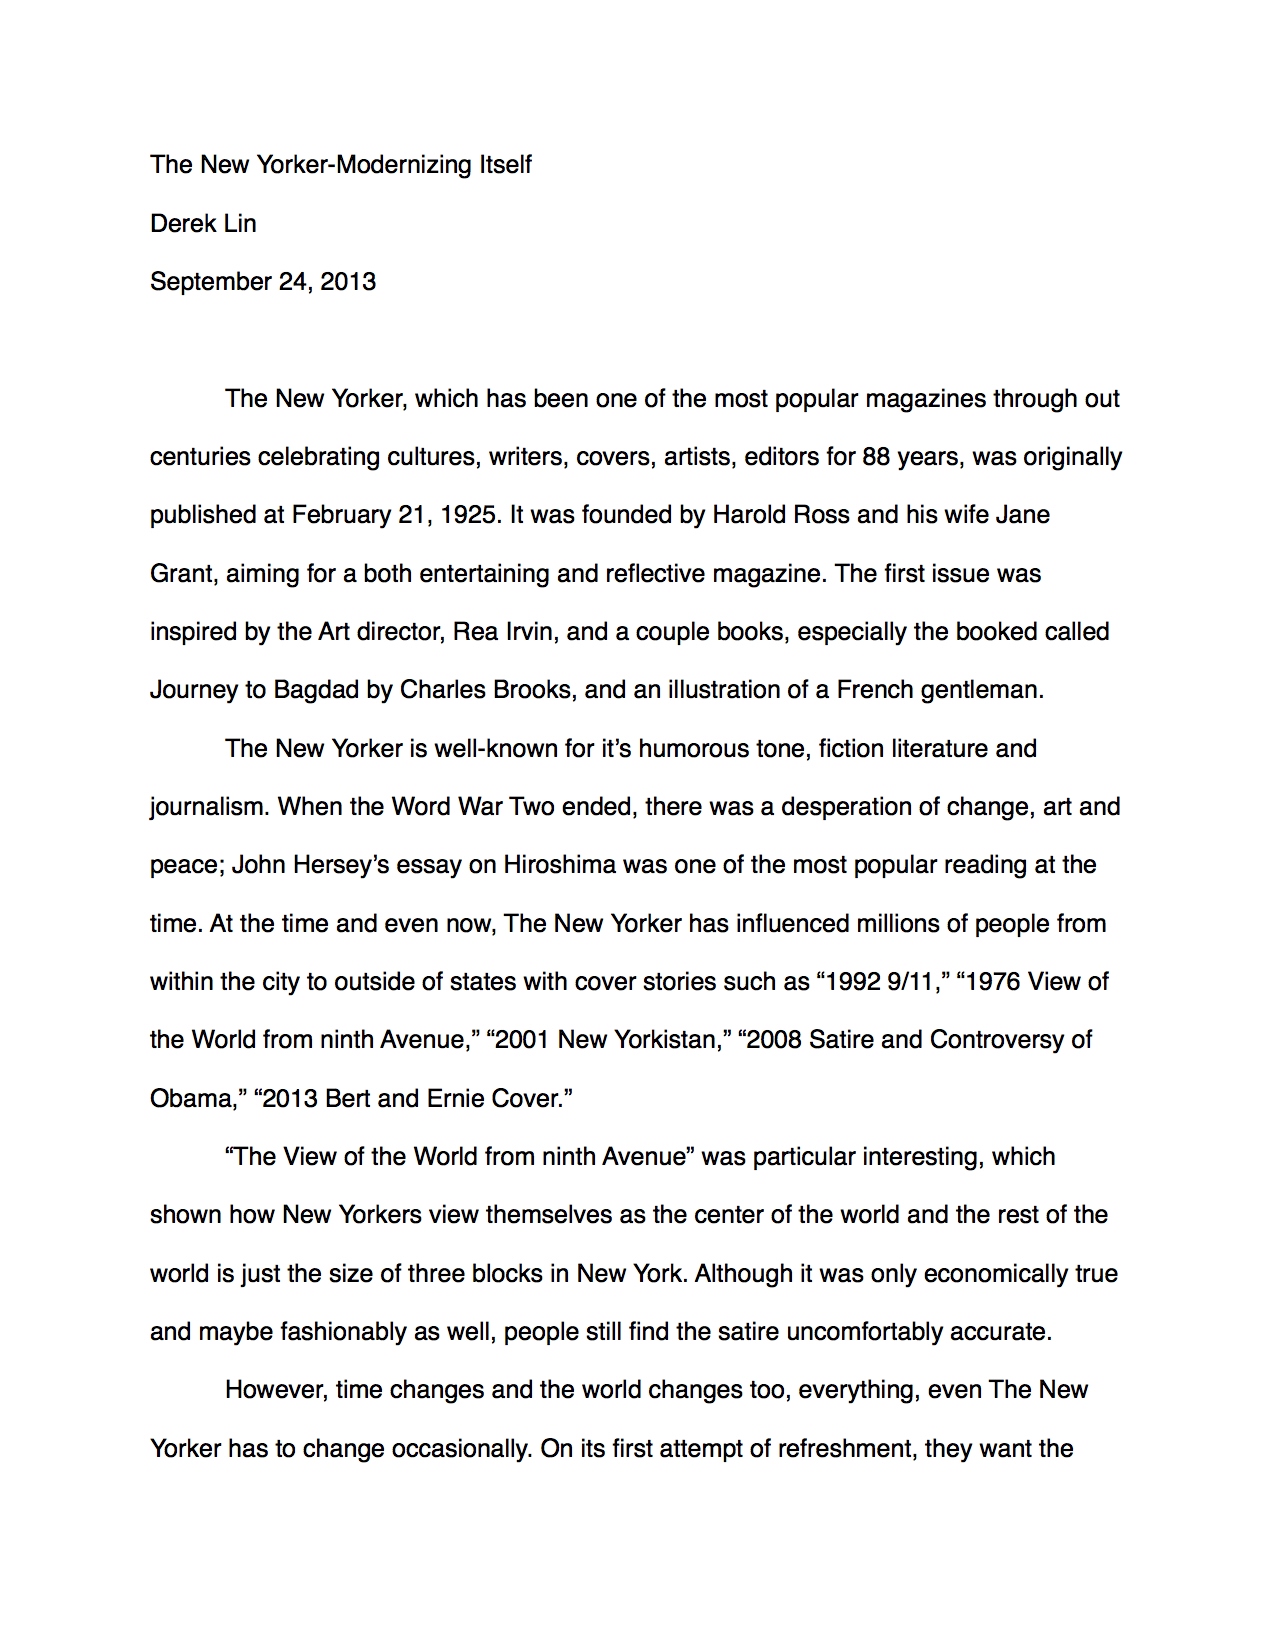 The New Yorker-Modernizing Itself
Derek Lin
September 24, 2013
The New Yorker, which has been one of the most popular magazines through out
centuries celebrating cultures, writers, covers, artists, editors for 88 years, was originally
published at February 21, 1925. It was founded by Harold Ross and his wife Jane
Grant, aiming for a both entertaining and reflective magazine. The first issue was
inspired by the Art director, Rea Irvin, and a couple books, especially the booked called
Journey to Bagdad by Charles Brooks, and an illustration of a French gentleman.
The New Yorker is well-known for it’s humorous tone, fiction literature and
journalism. When the Word War Two ended, there was a desperation of change, art and
peace; John Hersey’s essay on Hiroshima was one of the most popular reading at the
time. At the time and even now, The New Yorker has influenced millions of people from
within the city to outside of states with cover stories such as “1992 9/11,” “1976 View of
the World from ninth Avenue,” “2001 New Yorkistan,” “2008 Satire and Controversy of
Obama,” “2013 Bert and Ernie Cover.”
“The View of the World from ninth Avenue” was particular interesting, which
shown how New Yorkers view themselves as the center of the world and the rest of the
world is just the size of three blocks in New York. Although it was only economically true
and maybe fashionably as well, people still find the satire uncomfortably accurate.
However, time changes and the world changes too, everything, even The New
Yorker has to change occasionally. On its first attempt of refreshment, they want the